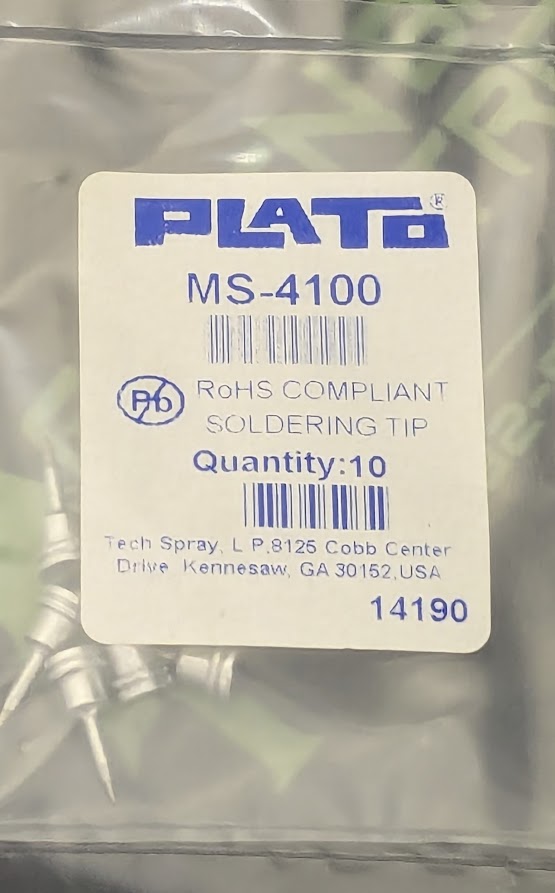 PLATO®
MS-4100
Pb
RoHS COMPLIANT
SOLDERING TIP
Quantity:10
Tech Spray, L P,8125 Cobb Center
Drive Kennesaw, GA 30152,USA
14190